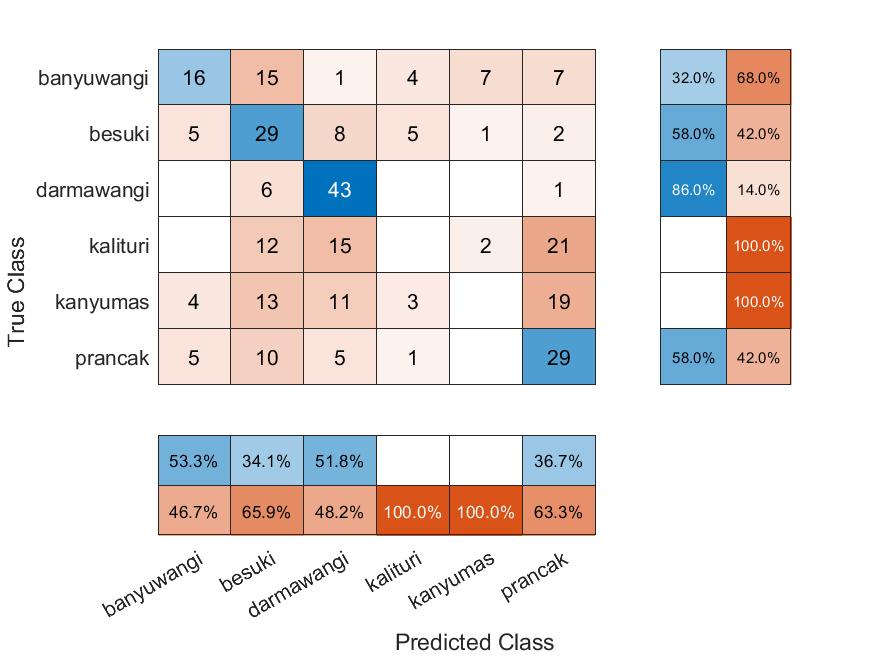 banyuwangi 16 15 1 4 7 7 32.0% 68.0%
besuki 5 29 8 5 1 2 58.0% 42.0%
darmawangi 6 43 1 86.0% 14.0%
kalituri 12 15 2 21 100.0%
kanyumas 4 13 11 3 19 100.0%
prancak 5 10 5 1 29 58.0% 42.0%
True Class
53.3% 34.1% 51.8% 36.7%
46.7% 65.9% 48.2% 100.0% 100.0% 63.3%
banyuwangi besuki darmawangi kalituri kanyumas prancak
Predicted Class